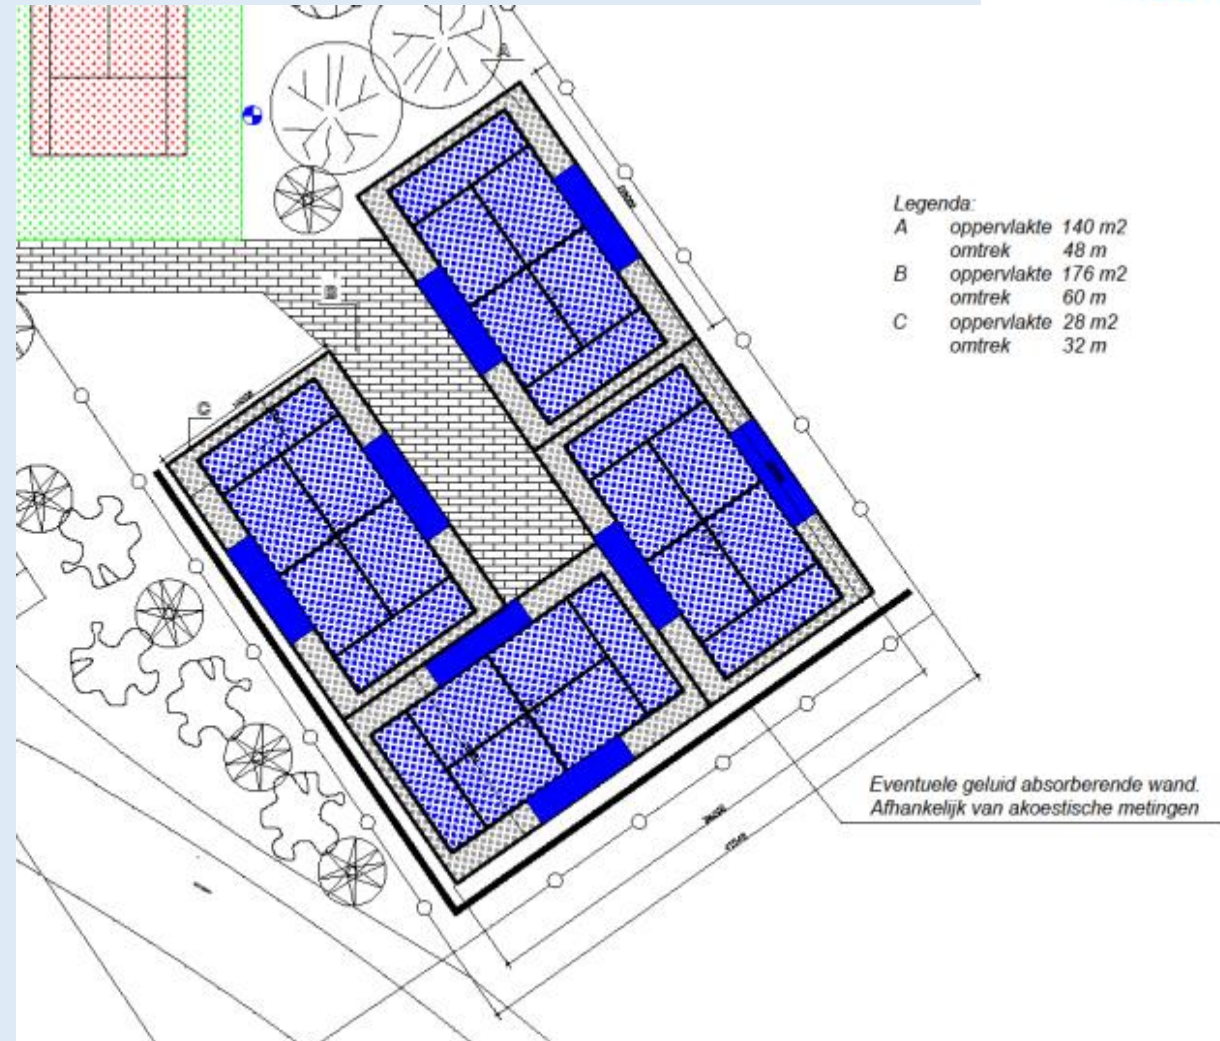 A
Legenda:
A oppervlakte 140 m2
omtrek 48 m
B oppervlakte 176 m2
omtrek 60 m
C oppervlakte 28 m2
omtrek 32 m
B
C
Eventuele geluid absorberende wand.
Afhankelijk van akoestische metingen